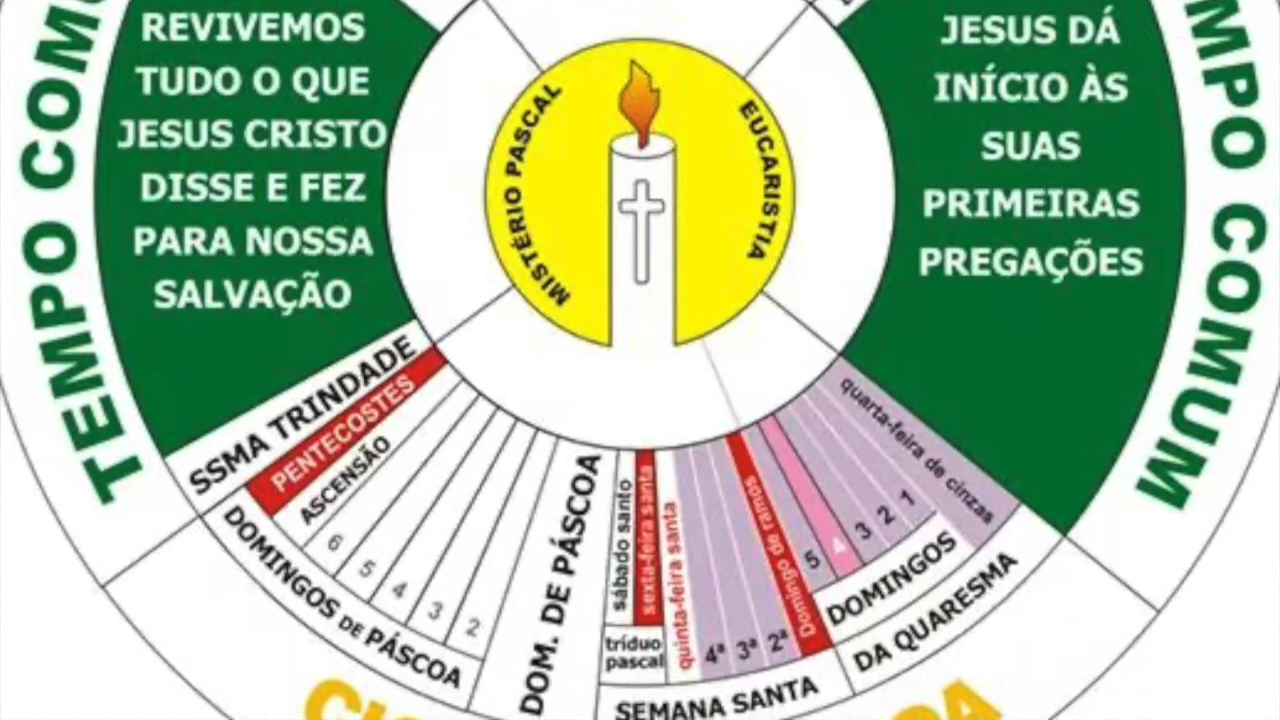 TEMPO COMU
REVIVEMOS
TUDO O QUE
JESUS CRISTO
DISSE E FEZ
PARA NOSSA
SALVAÇÃO
MISTÉRIO PASCAL
EUCARISTIA
JESUS DÁ
INÍCIO ÀS
SUAS
PRIMEIRAS
PREGAÇÕES
MPO COMUM
SSMA TRINDADE
PENTECOSTES
ASCENSÃO
6
5
4
3
2
DOMINGOS DE PÁSCOA
DOM. DE PÁSCOA
sábado santo
sexta-feira santa
tríduo
pascal
quinta-feira santa
4ª
3ª
2ª
SEMANA SANTA
Domingo de ramos
5
4
3
2
1
quarta-feira de cinzas
DOMINGOS
DA QUARESMA